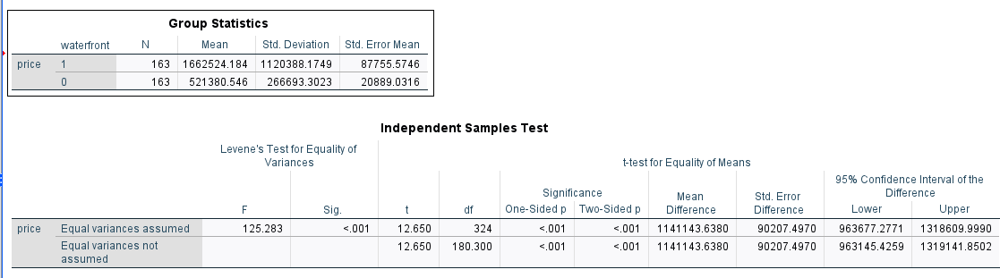 Group Statistics
waterfront N Mean Std. Deviation Std. Error Mean
price 1 163 1662524.184 1120388.1749 87755.5746
0 163 521380.546 266693.3023 20889.0316
Independent Samples Test
Levene's Test for Equality of
Variances
t-test for Equality of Means
F Sig. t df
Significance
One-Sided p Two-Sided p
Mean
Difference
Std. Error
Difference
95% Confidence Interval of the
Difference
Lower Upper
price Equal variances assumed 125.283 <.001 12.650 324 <.001 <.001 1141143.6380 90207.4970 963677.2771 1318609.9990
Equal variances not
assumed
12.650 180.300 <.001 <.001 1141143.6380 90207.4970 963145.4259 1319141.8502